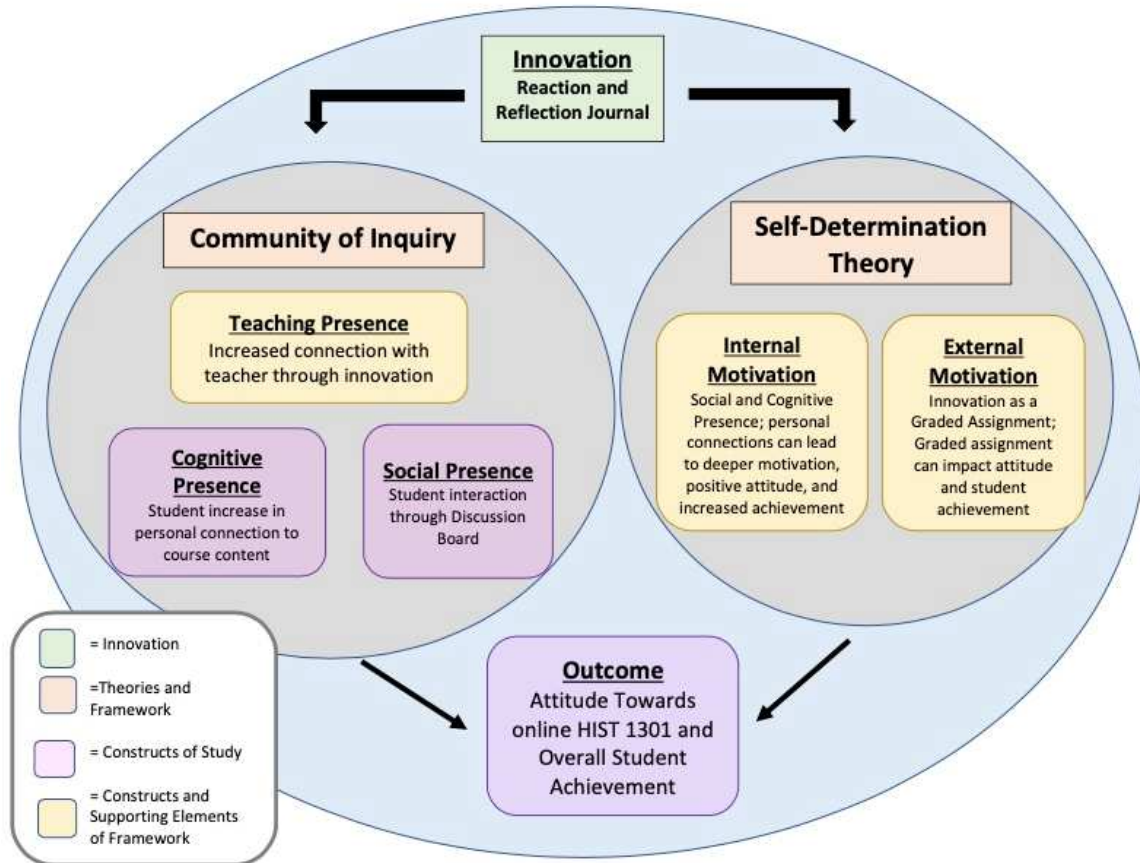 Innovation
Reaction and
Reflection Journal
Community of Inquiry
Teaching Presence
Increased connection with
teacher through innovation
Cognitive
Presence
Student increase in
personal connection to
course content
Social Presence
Student interaction
through Discussion
Board
Self-Determination
Theory
Internal
Motivation
Social and Cognitive
Presence; personal
connections can lead
to deeper motivation,
positive attitude, and
increased achievement
External
Motivation
Innovation as a
Graded Assignment;
Graded assignment
can impact attitude
and student
achievement
Outcome
Attitude Towards
online HIST 1301 and
Overall Student
Achievement
= Innovation
=Theories and
Framework
= Constructs of Study
= Constructs and
Supporting Elements
of Framework